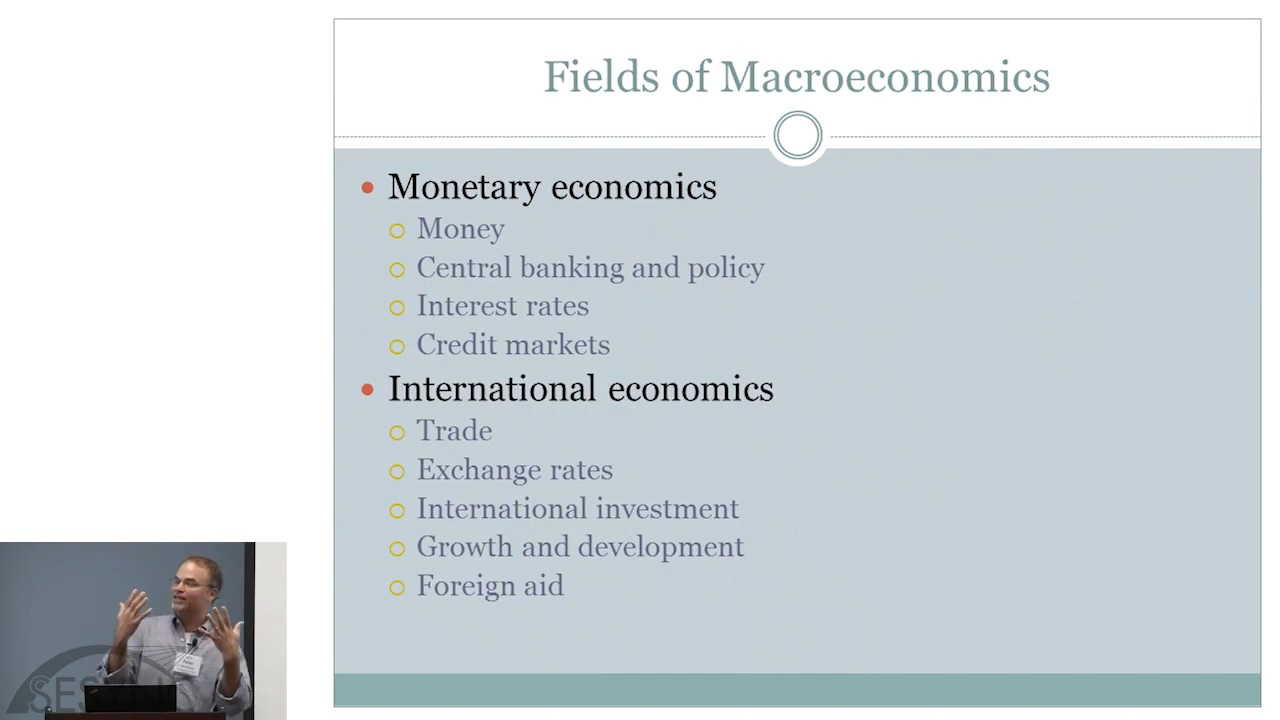 Fields of Macroeconomics
Monetary economics
Money
Central banking and policy
Interest rates
Credit markets
International economics
Trade
Exchange rates
International investment
Growth and development
Foreign aid